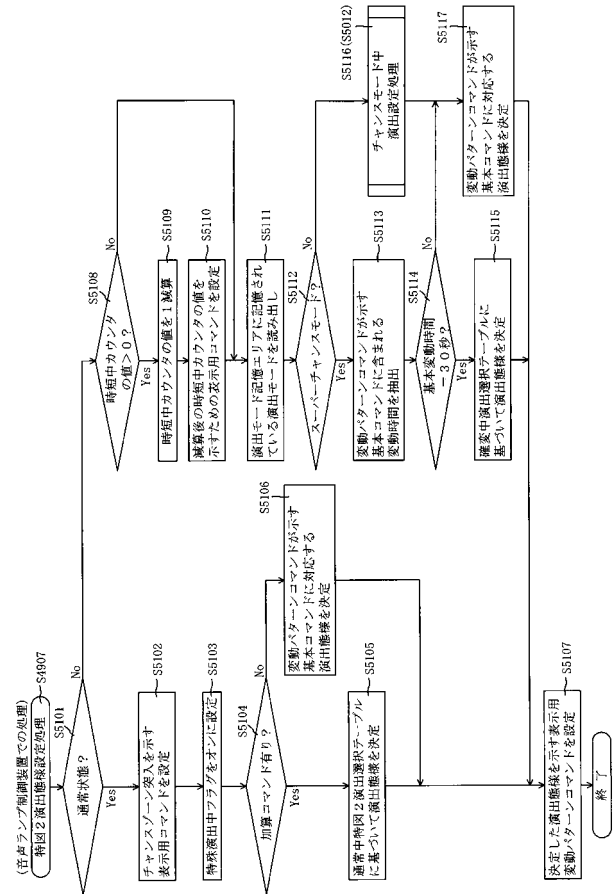 (音声ランプ制御装置での処理)
特図2演出態様設定処理
S4907
S5101
通常状態?
No
Yes
S5102
チャンスゾーン突入を示す
表示用コマンドを設定
S5103
特殊演出中フラグをオンに設定
S5104
加算コマンド有り?
No
Yes
S5105
通常中特図2演出選択テーブル
に基づいて演出態様を決定
S5106
変動パターンコマンドが示す
基本コマンドに対応する
演出態様を決定
S5107
決定した演出態様を示す表示用
変動パターンコマンドを設定
終了
S5108
時短中カウンタ
の値>0?
No
Yes
S5109
時短中カウンタの値を1減算
S5110
減算後の時短中カウンタの値を
示すための表示用コマンドを設定
S5111
演出モード記憶エリアに記憶され
ている演出モードを読み出し
S5112
スーパーチャンスモード?
No
Yes
S5113
変動パターンコマンドが示す
基本コマンドに含まれる
変動時間を抽出
S5114
基本変動時間
=30秒?
No
Yes
S5115
確変中演出選択テーブルに
基づいて演出態様を決定
S5116(S5012)
チャンスモード中
演出設定処理
S5117
変動パターンコマンドが示す
基本コマンドに対応する
演出態様を決定